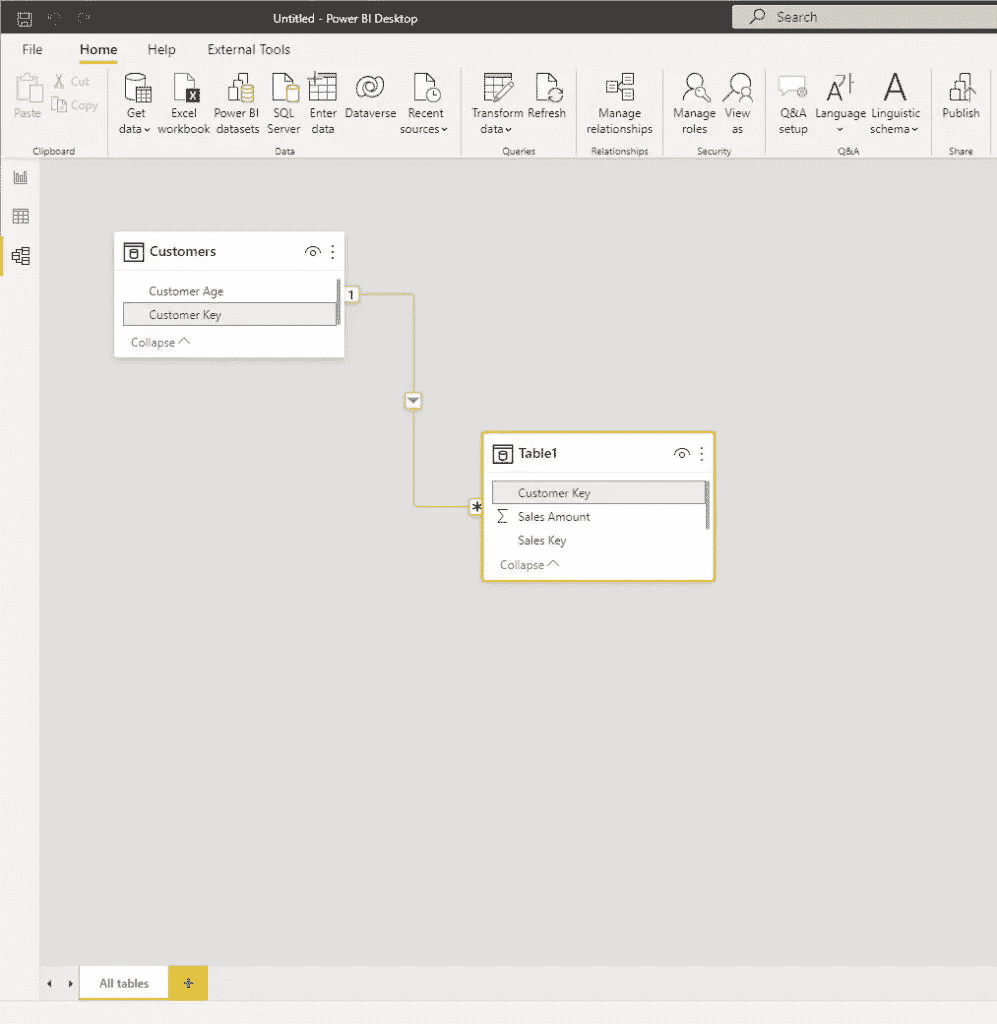 Untitled - Power BI Desktop
Search
File Home Help External Tools
Paste
Cut
Copy
Get data
Excel workbook
Power BI datasets
SQL Server
Enter data
Dataverse
Recent sources
Transform data
Refresh
Manage relationships
Manage roles
View as
Q&A setup
Language
Linguistic schema
Publish
Clipboard Data Queries Relationships Security Q&A Share
Customers
Customer Age
Customer Key
Collapse
1
*
Table1
Customer Key
Σ Sales Amount
Sales Key
Collapse
All tables +